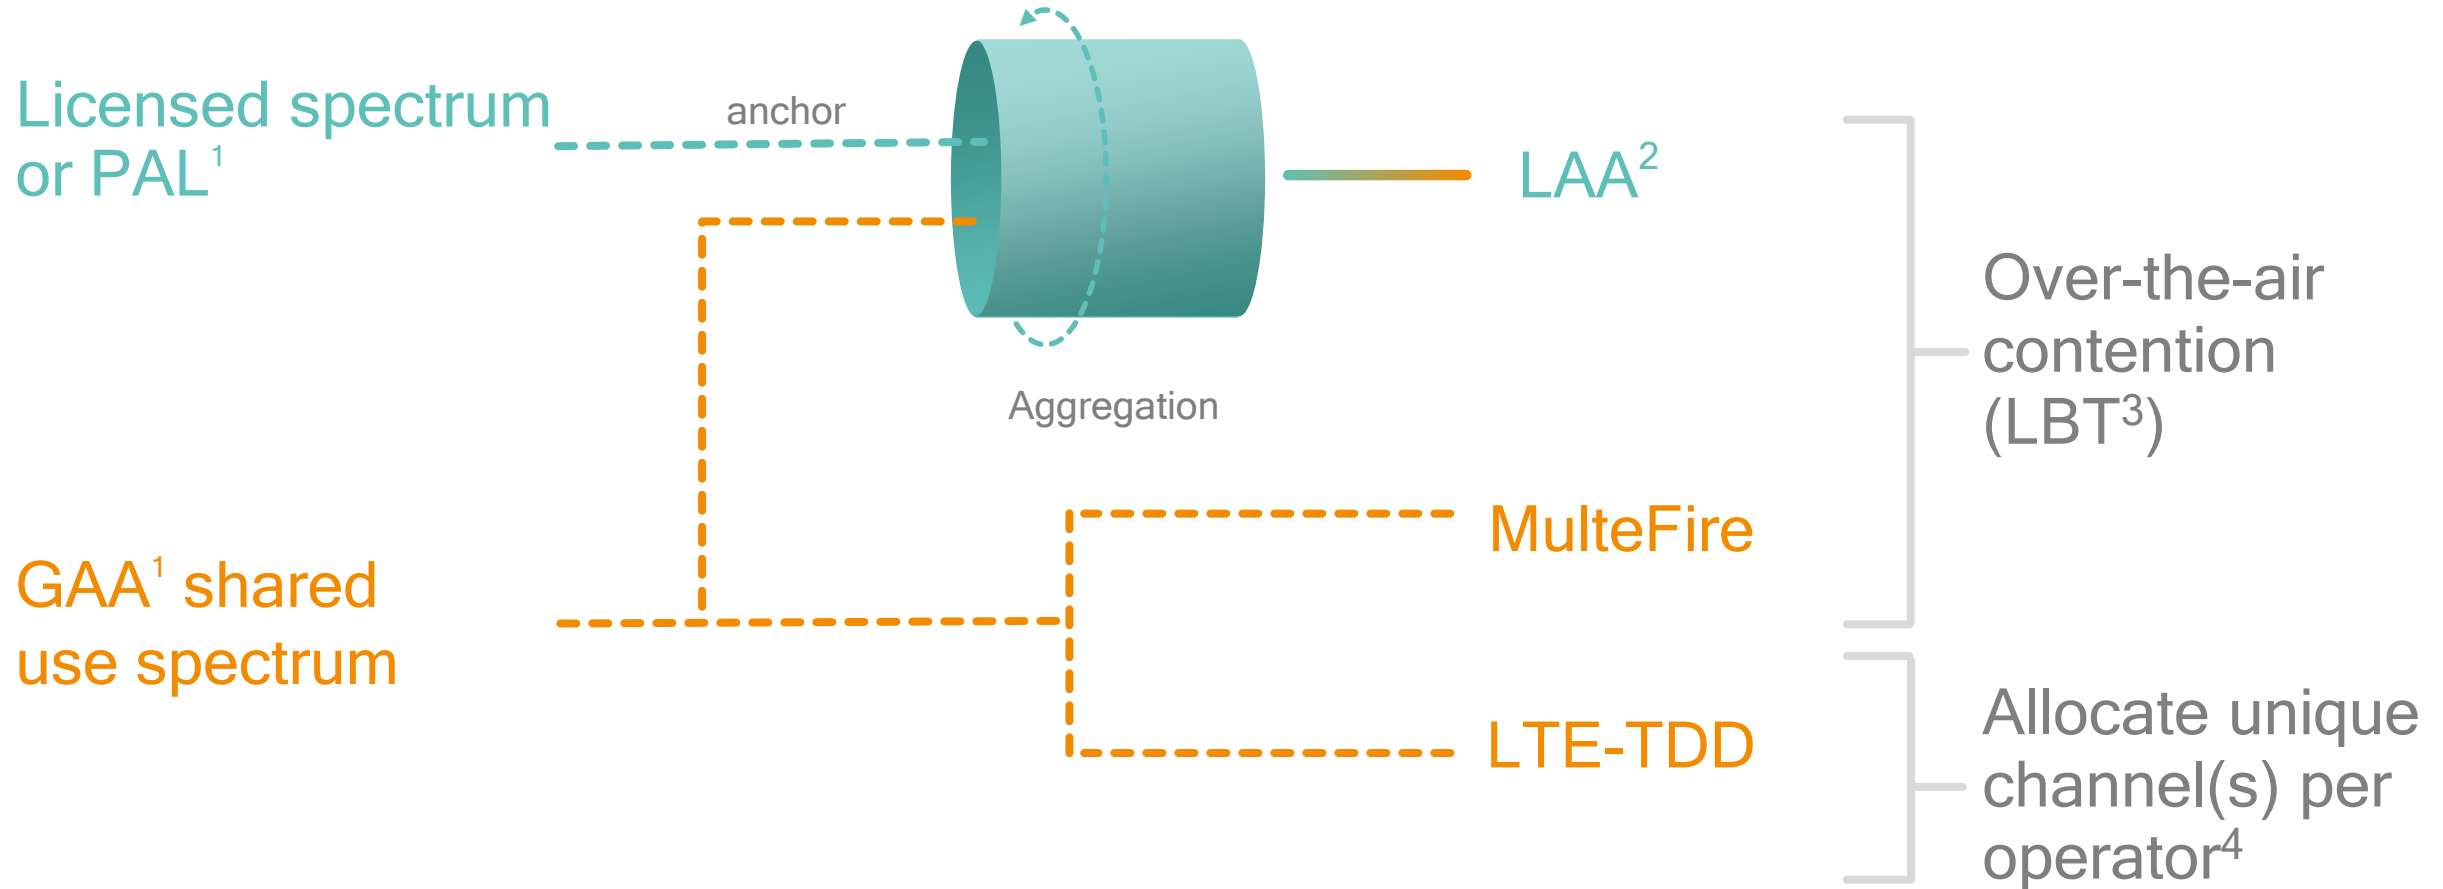 Licensed spectrum
or PAL¹
anchor
Aggregation
LAA²
Over-the-air
contention
(LBT³)
GAA¹ shared
use spectrum
MulteFire
LTE-TDD
Allocate unique
channel(s) per
operator⁴